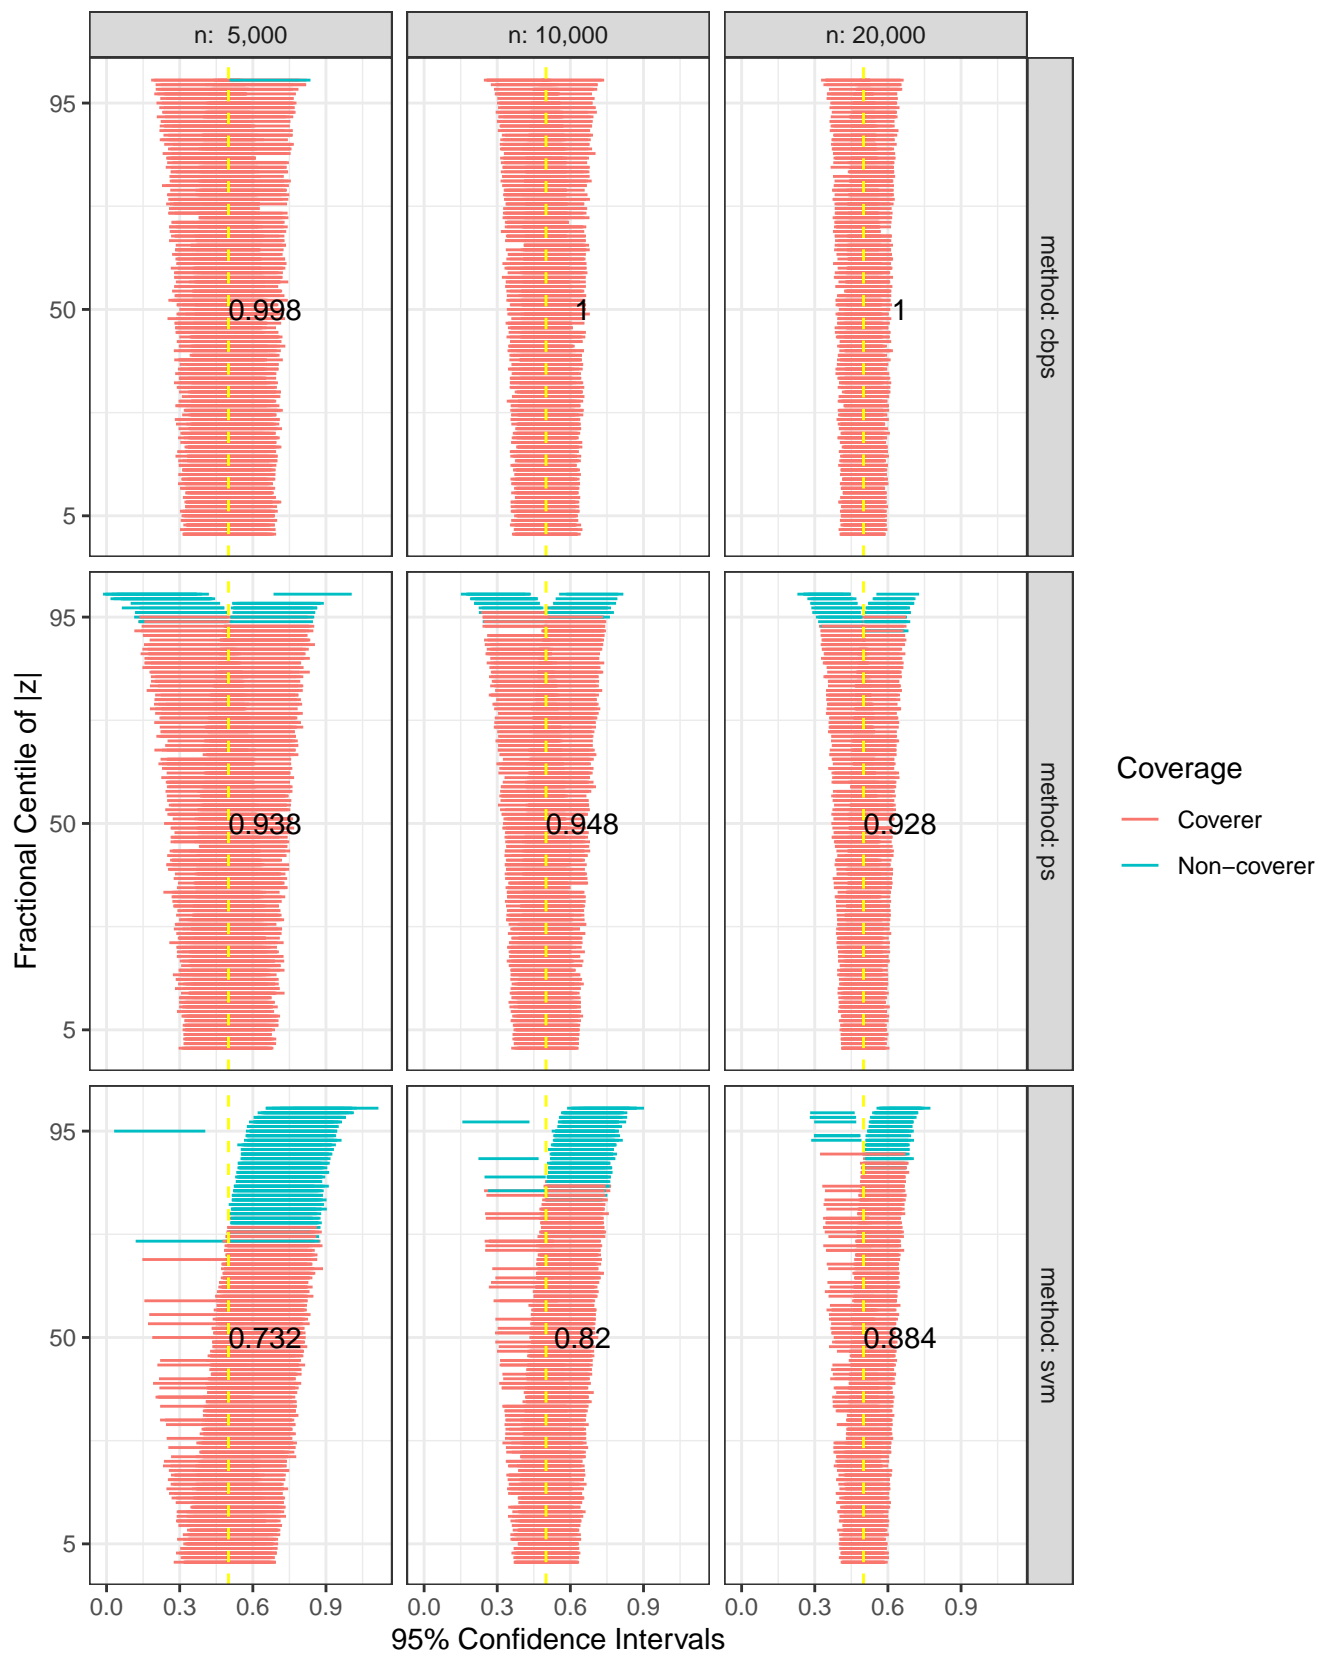 n:  5,000
n: 10,000
n: 20,000
95
50
5
0.998
1
1
method: cbps
95
50
5
0.938
0.948
0.928
method: ps
Fractional Centile of |z|
Coverage
Coverer
Non−coverer
95
50
5
0.732
0.82
0.884
method: svm
0.0 0.3 0.6 0.9 0.0 0.3 0.6 0.9 0.0 0.3 0.6 0.9
95% Confidence Intervals